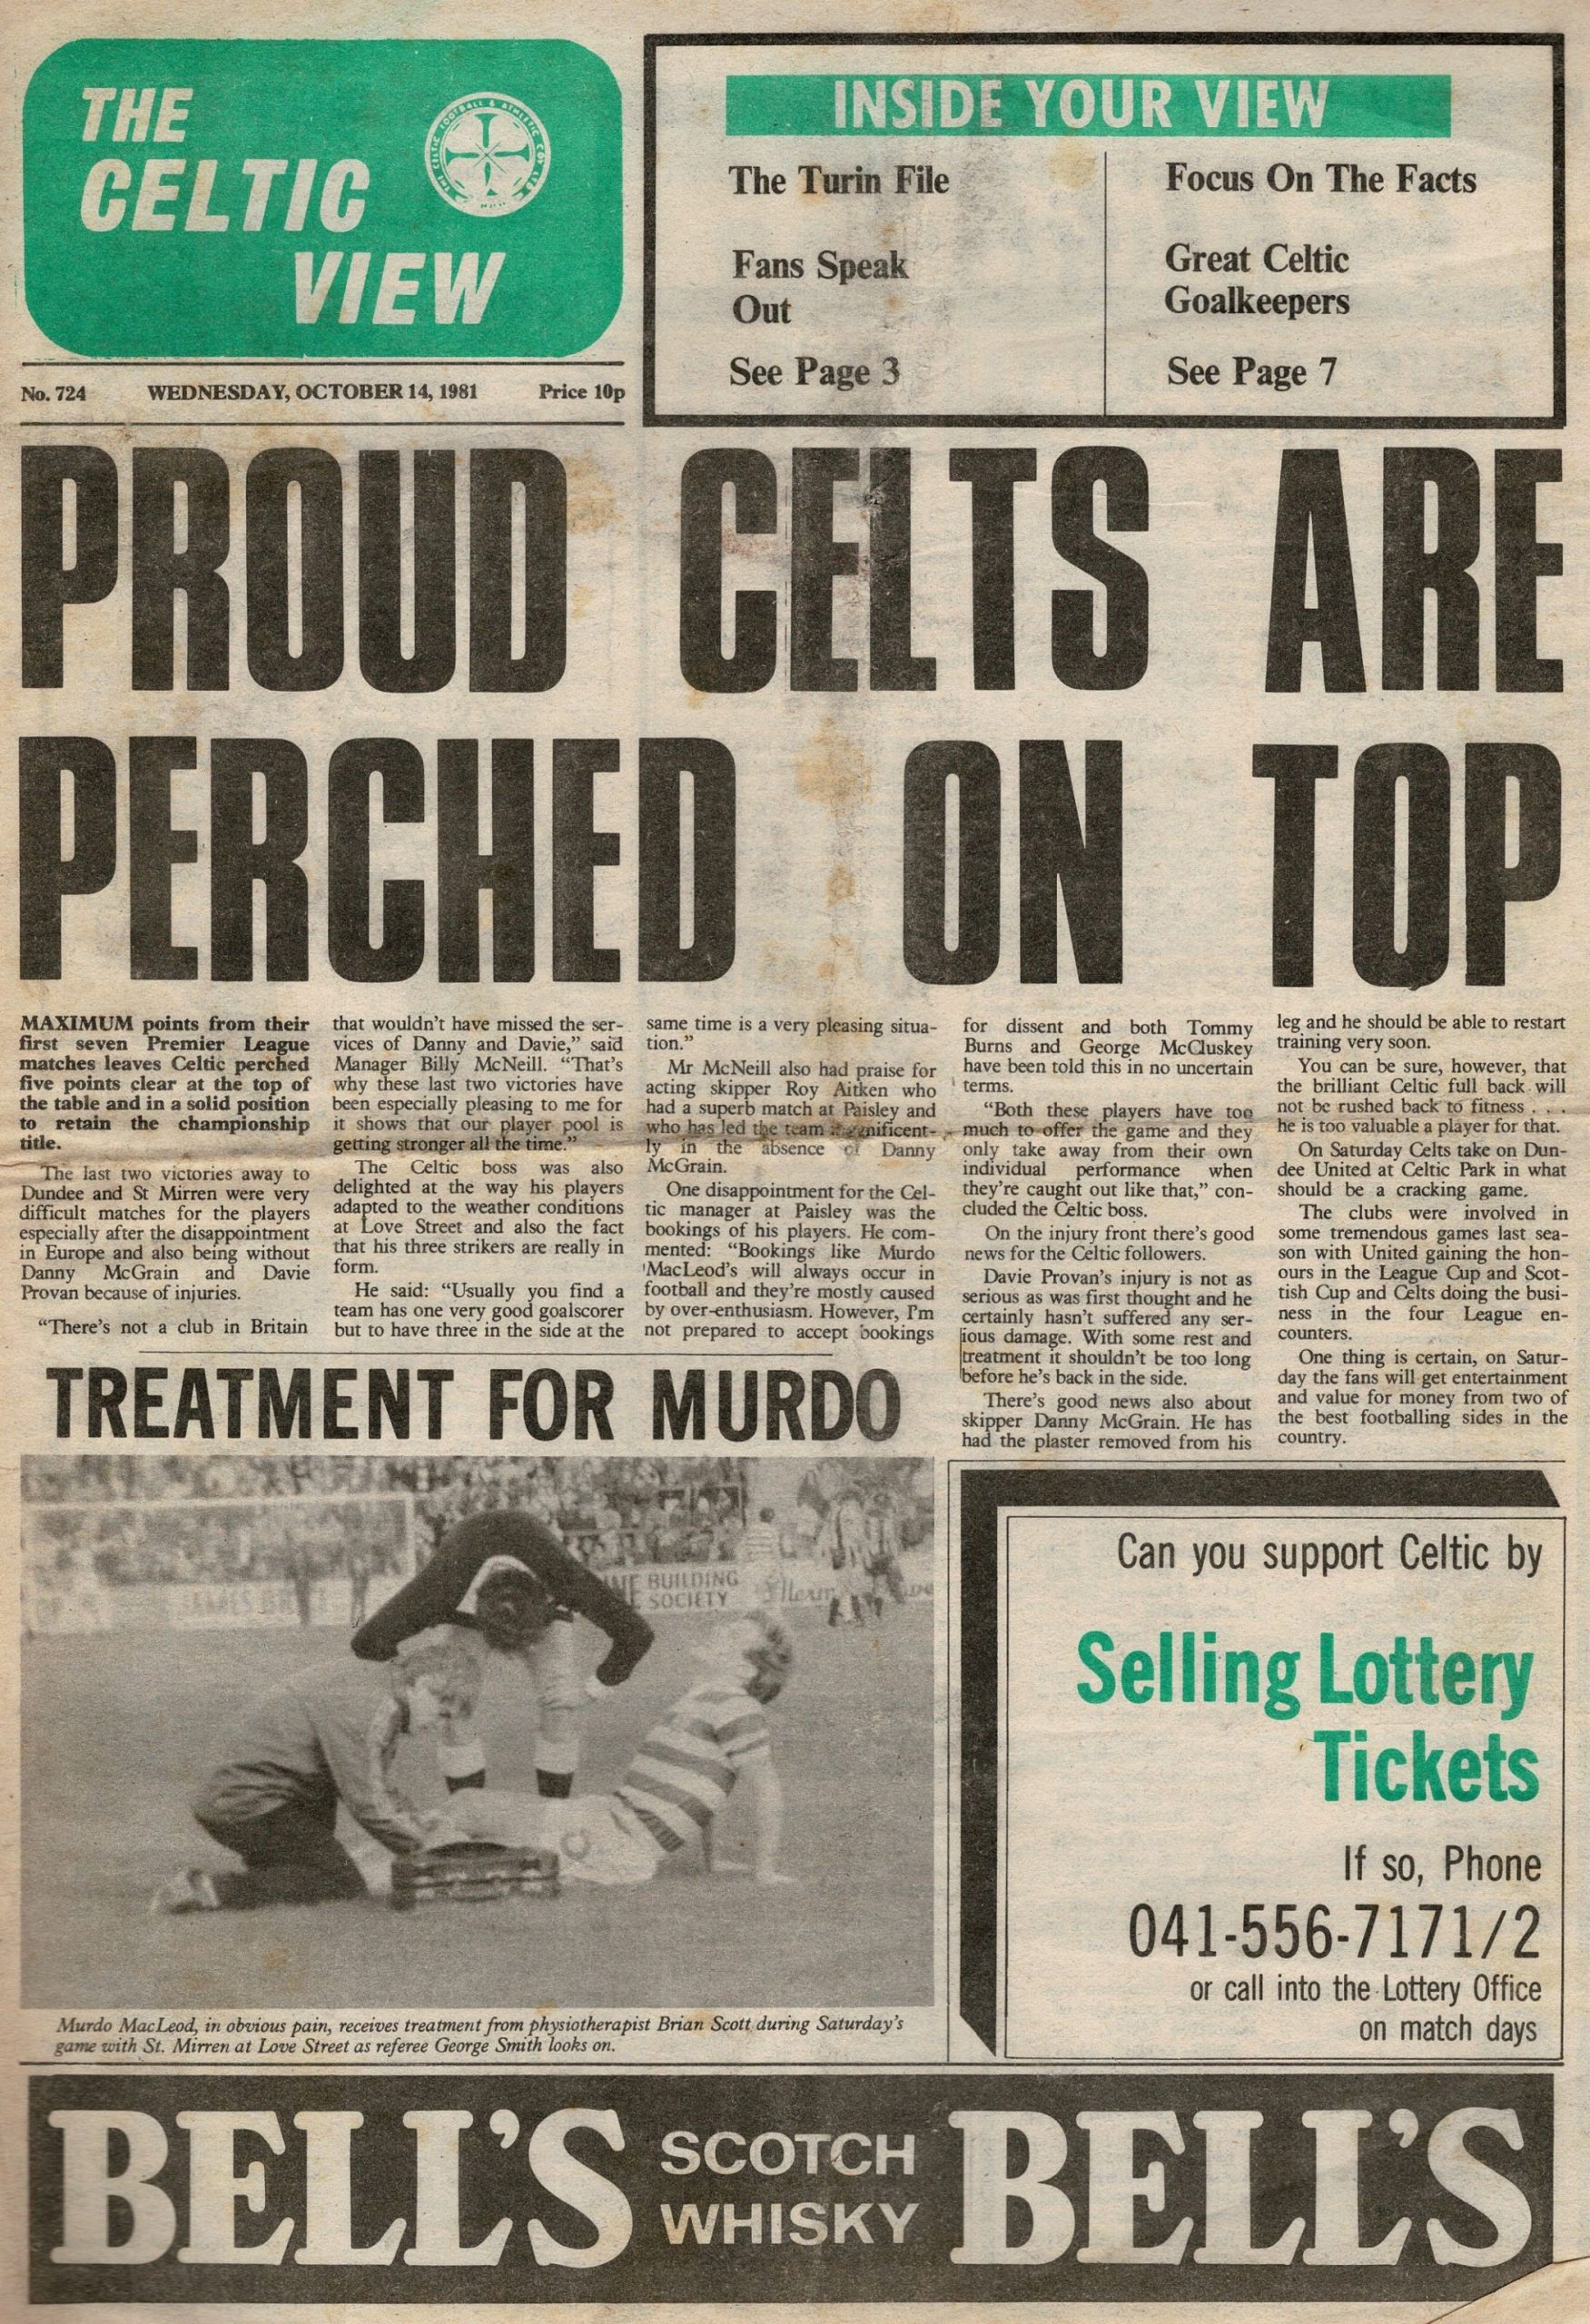 THE
CELTIC
VIEW
THE CELTIC FOOTBALL & ATHLETIC COY LTD
No. 724 WEDNESDAY, OCTOBER 14, 1981 Price 10p
INSIDE YOUR VIEW
The Turin File
Fans Speak
Out
See Page 3
Focus On The Facts
Great Celtic
Goalkeepers
See Page 7
PROUD CELTS ARE
PERCHED ON TOP
MAXIMUM points from their
first seven Premier League
matches leaves Celtic perched
five points clear at the top of
the table and in a solid position
to retain the championship
title.
The last two victories away to
Dundee and St Mirren were very
difficult matches for the players
especially after the disappointment
in Europe and also being without
Danny McGrain and Davie
Provan because of injuries.
“There’s not a club in Britain
that wouldn’t have missed the ser-
vices of Danny and Davie,” said
Manager Billy McNeill. “That’s
why these last two victories have
been especially pleasing to me for
it shows that our player pool is
getting stronger all the time.”
The Celtic boss was also
delighted at the way his players
adapted to the weather conditions
at Love Street and also the fact
that his three strikers are really in
form.
He said: “Usually you find a
team has one very good goalscorer
but to have three in the side at the
same time is a very pleasing situa-
tion.”
Mr McNeill also had praise for
acting skipper Roy Aitken who
had a superb match at Paisley and
who has led the team magnificent-
ly in the absence of Danny
McGrain.
One disappointment for the Cel-
tic manager at Paisley was the
bookings of his players. He com-
mented: “Bookings like Murdo
MacLeod’s will always occur in
football and they’re mostly caused
by over-enthusiasm. However, I’m
not prepared to accept bookings
for dissent and both Tommy
Burns and George McCluskey
have been told this in no uncertain
terms.
“Both these players have too
much to offer the game and they
only take away from their own
individual performance when
they’re caught out like that,” con-
cluded the Celtic boss.
On the injury front there’s good
news for the Celtic followers.
Davie Provan’s injury is not as
serious as was first thought and he
certainly hasn’t suffered any ser-
ious damage. With some rest and
treatment it shouldn’t be too long
before he’s back in the side.
There’s good news also about
skipper Danny McGrain. He has
had the plaster removed from his
leg and he should be able to restart
training very soon.
You can be sure, however, that
the brilliant Celtic full back will
not be rushed back to fitness . . .
he is too valuable a player for that.
On Saturday Celts take on Dun-
dee United at Celtic Park in what
should be a cracking game.
The clubs were involved in
some tremendous games last sea-
son with United gaining the hon-
ours in the League Cup and Scot-
tish Cup and Celts doing the busi-
ness in the four League en-
counters.
One thing is certain, on Satur-
day the fans will get entertainment
and value for money from two of
the best footballing sides in the
country.
TREATMENT FOR MURDO
BUILDING
SOCIETY
Murdo MacLeod, in obvious pain, receives treatment from physiotherapist Brian Scott during Saturday’s
game with St. Mirren at Love Street as referee George Smith looks on.
Can you support Celtic by
Selling Lottery
Tickets
If so, Phone
041-556-7171/2
or call into the Lottery Office
on match days
BELL’S SCOTCH WHISKY BELL’S